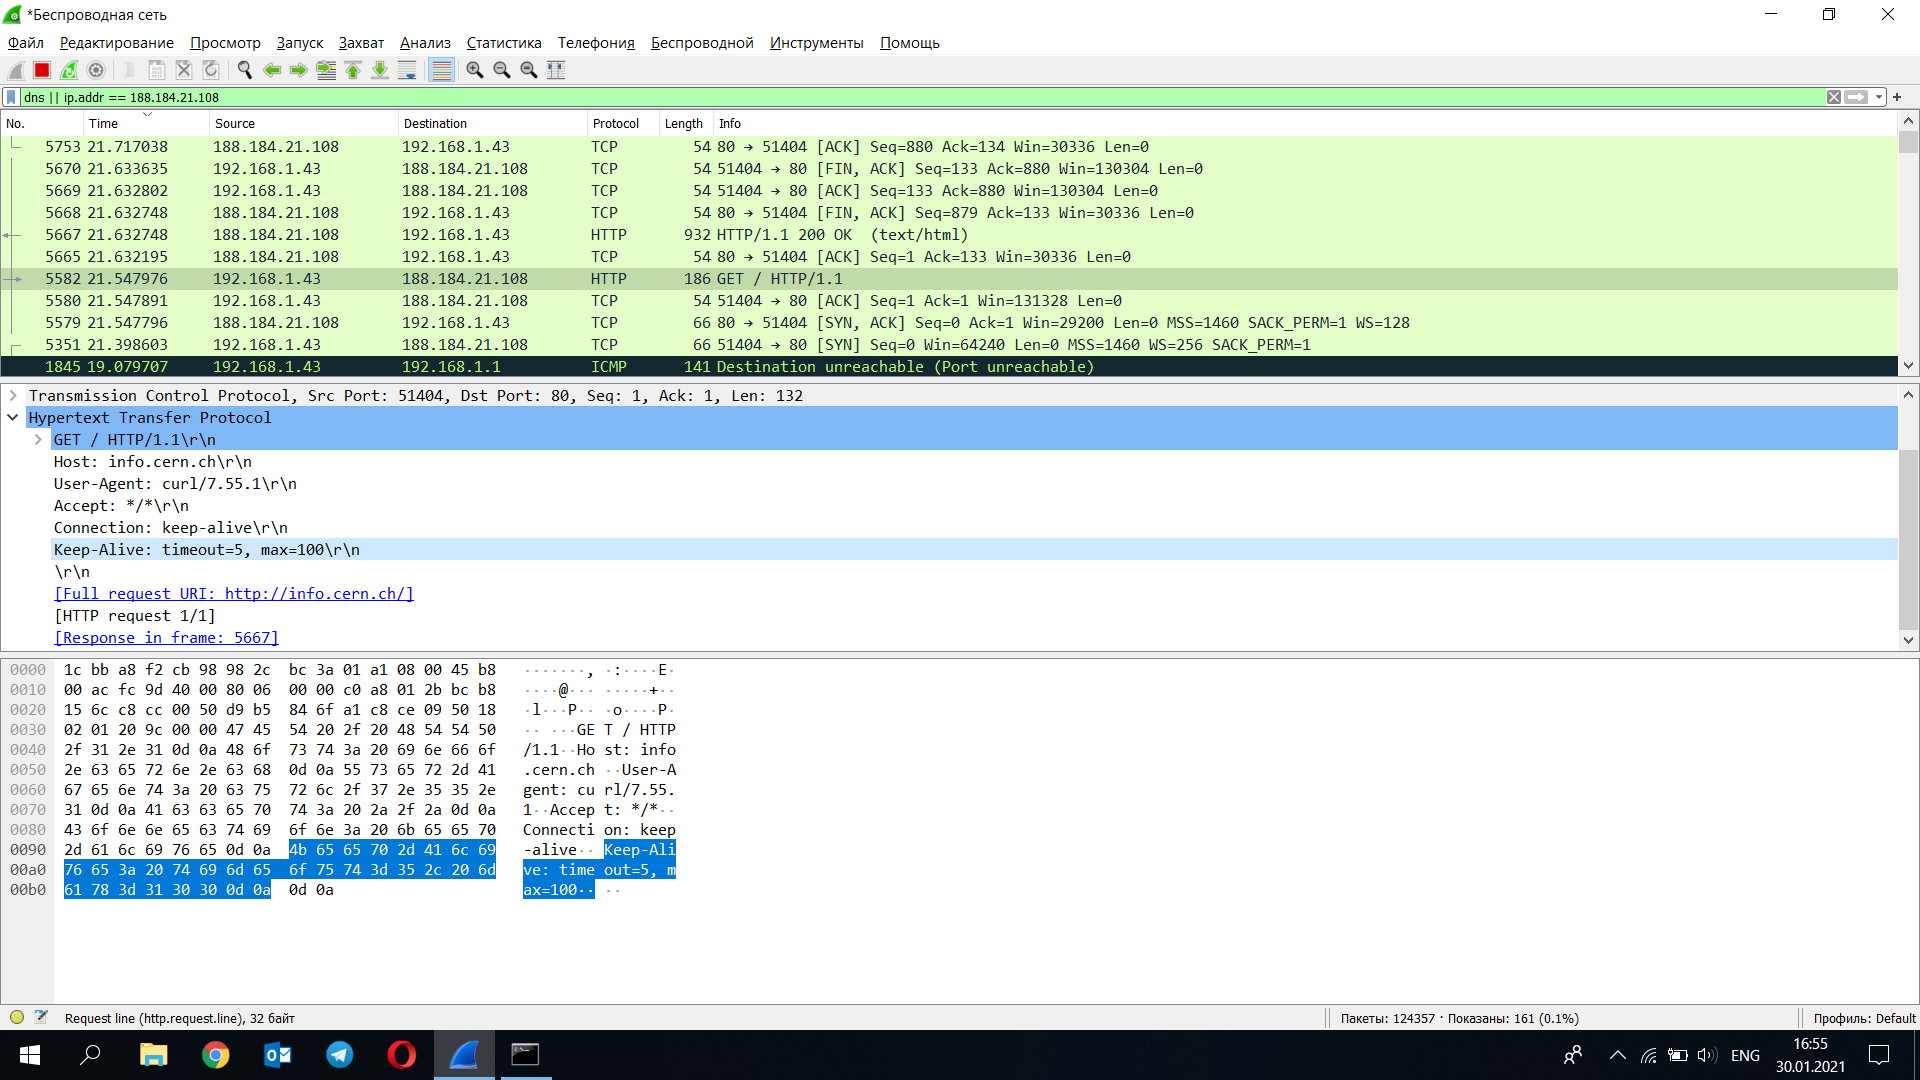 *Беспроводная сеть
Файл Редактирование Просмотр Запуск Захват Анализ Статистика Телефония Беспроводной Инструменты Помощь
dns || ip.addr == 188.184.21.108
No. Time Source Destination Protocol Length Info
5753 21.717038 188.184.21.108 192.168.1.43 TCP 54 80 → 51404 [ACK] Seq=880 Ack=134 Win=30336 Len=0
5670 21.633635 192.168.1.43 188.184.21.108 TCP 54 51404 → 80 [FIN, ACK] Seq=133 Ack=880 Win=130304 Len=0
5669 21.632802 192.168.1.43 188.184.21.108 TCP 54 51404 → 80 [ACK] Seq=133 Ack=880 Win=130304 Len=0
5668 21.632748 188.184.21.108 192.168.1.43 TCP 54 80 → 51404 [FIN, ACK] Seq=879 Ack=133 Win=30336 Len=0
5667 21.632748 188.184.21.108 192.168.1.43 HTTP 932 HTTP/1.1 200 OK (text/html)
5665 21.632195 188.184.21.108 192.168.1.43 TCP 54 80 → 51404 [ACK] Seq=1 Ack=133 Win=30336 Len=0
5582 21.547976 192.168.1.43 188.184.21.108 HTTP 186 GET / HTTP/1.1
5580 21.547891 192.168.1.43 188.184.21.108 TCP 54 51404 → 80 [ACK] Seq=1 Ack=1 Win=131328 Len=0
5579 21.547796 188.184.21.108 192.168.1.43 TCP 66 80 → 51404 [SYN, ACK] Seq=0 Ack=1 Win=29200 Len=0 MSS=1460 SACK_PERM=1 WS=128
5351 21.398603 192.168.1.43 188.184.21.108 TCP 66 51404 → 80 [SYN] Seq=0 Win=64240 Len=0 MSS=1460 WS=256 SACK_PERM=1
1845 19.079707 192.168.1.43 192.168.1.1 ICMP 141 Destination unreachable (Port unreachable)
Transmission Control Protocol, Src Port: 51404, Dst Port: 80, Seq: 1, Ack: 1, Len: 132
Hypertext Transfer Protocol
GET / HTTP/1.1\r\n
Host: info.cern.ch\r\n
User-Agent: curl/7.55.1\r\n
Accept: */*\r\n
Connection: keep-alive\r\n
Keep-Alive: timeout=5, max=100\r\n
\r\n
[Full request URI: http://info.cern.ch/]
[HTTP request 1/1]
[Response in frame: 5667]
0000 1c bb a8 f2 cb 98 98 2c bc 3a 01 a1 08 00 45 b8 ·······, ·:····E·
0010 00 ac fc 9d 40 00 80 06 00 00 c0 a8 01 2b bc b8 ····@··· ·····+··
0020 15 6c c8 cc 00 50 d9 b5 84 6f a1 c8 ce 09 50 18 ·l···P·· ·o····P·
0030 02 01 20 9c 00 00 47 45 54 20 2f 20 48 54 54 50 ·· ···GE T / HTTP
0040 2f 31 2e 31 0d 0a 48 6f 73 74 3a 20 69 6e 66 6f /1.1··Ho st: info
0050 2e 63 65 72 6e 2e 63 68 0d 0a 55 73 65 72 2d 41 .cern.ch ··User-A
0060 67 65 6e 74 3a 20 63 75 72 6c 2f 37 2e 35 35 2e gent: cu rl/7.55.
0070 31 0d 0a 41 63 63 65 70 74 3a 20 2a 2f 2a 0d 0a 1··Accep t: */*··
0080 43 6f 6e 6e 65 63 74 69 6f 6e 3a 20 6b 65 65 70 Connecti on: keep
0090 2d 61 6c 69 76 65 0d 0a 4b 65 65 70 2d 41 6c 69 -alive·· Keep-Ali
00a0 76 65 3a 20 74 69 6d 65 6f 75 74 3d 35 2c 20 6d ve: time out=5, m
00b0 61 78 3d 31 30 30 0d 0a 0d 0a ax=100·· ··
Request line (http.request.line), 32 байт Пакеты: 124357 · Показаны: 161 (0.1%) Профиль: Default
ENG 16:55
30.01.2021